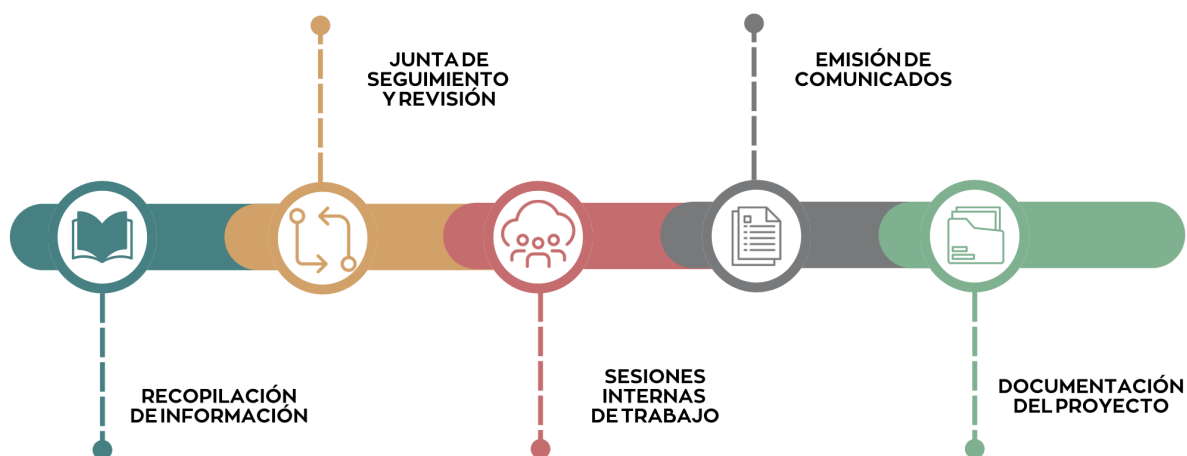 JUNTA DE
SEGUIMIENTO
Y REVISIÓN
EMISIÓN DE
COMUNICADOS
RECOPILACIÓN
DE INFORMACIÓN
SESIONES
INTERNAS
DE TRABAJO
DOCUMENTACIÓN
DEL PROYECTO